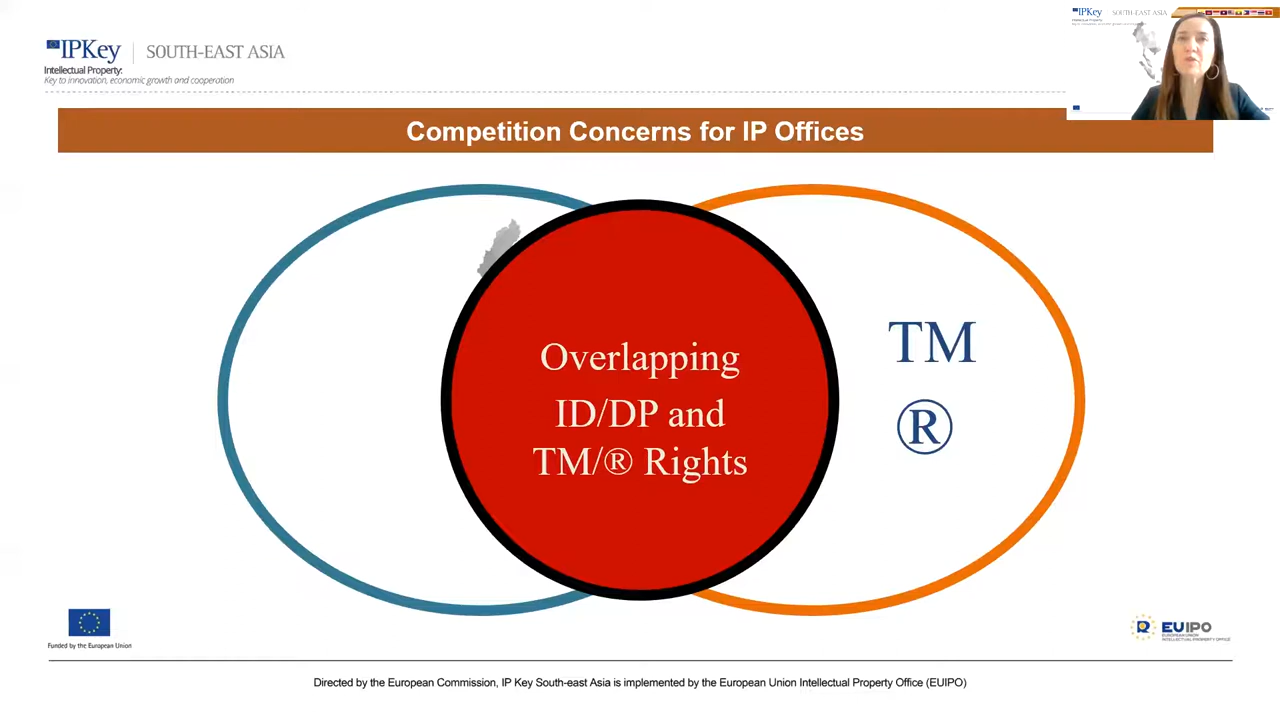 IPKey SOUTH-EAST ASIA
Intellectual Property:
Key to innovation, economic growth and cooperation
IPKey SOUTH-EAST ASIA
Competition Concerns for IP Offices
Overlapping
ID/DP and
TM/® Rights
TM
®
Funded by the European Union
EUIPO
EUROPEAN UNION
INTELLECTUAL PROPERTY OFFICE
Directed by the European Commission, IP Key South-east Asia is implemented by the European Union Intellectual Property Office (EUIPO)